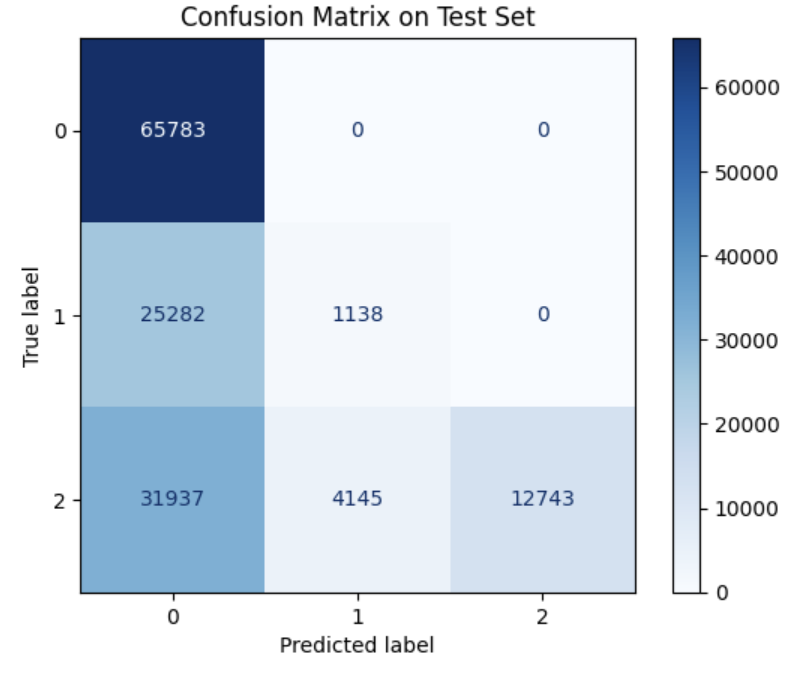 Confusion Matrix on Test Set
60000
0 65783 0 0
50000
40000
True label
1 25282 1138 0
30000
20000
2 31937 4145 12743
10000
0
0 1 2
Predicted label